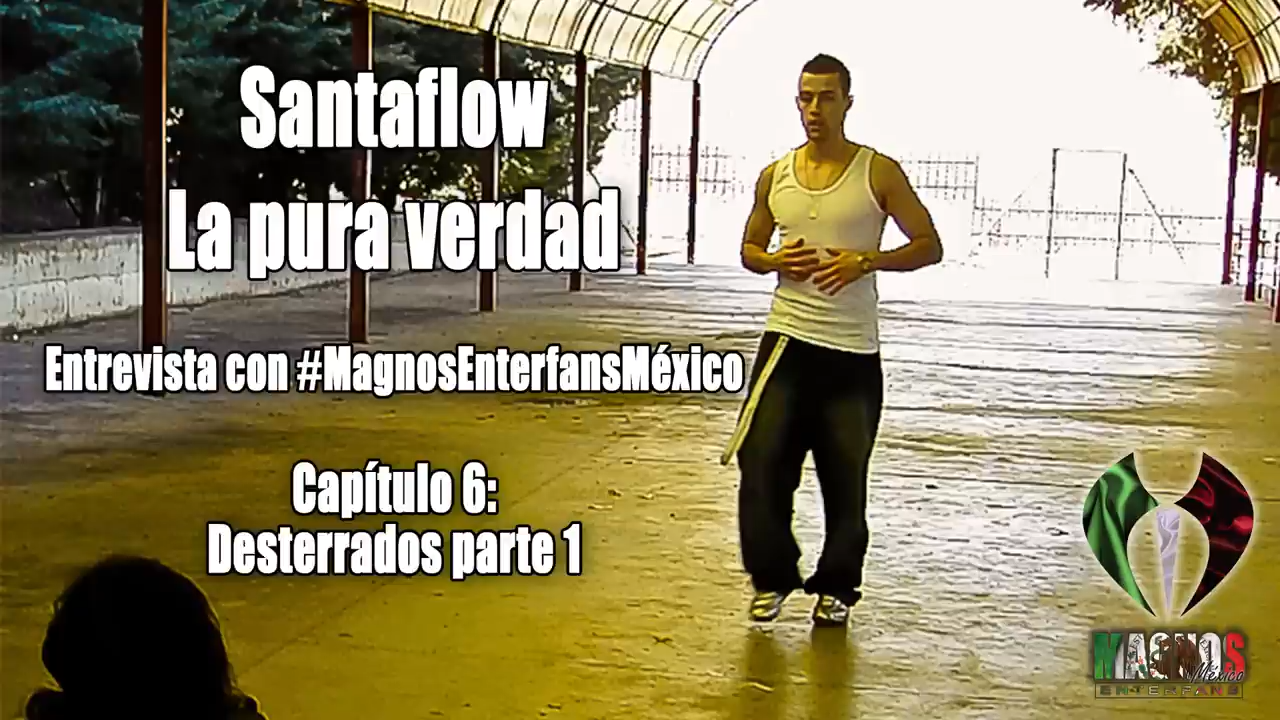 Santaflow
La pura verdad
Entrevista con #MagnosEnterfansMéxico
Capítulo 6:
Desterrados parte 1
MAGNOS
México
ENTERFANS